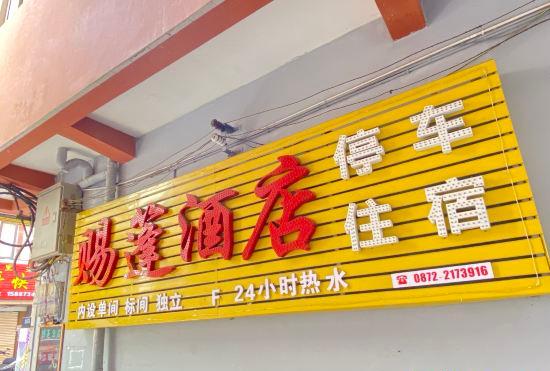 赐蓬酒店
停车
住宿
内设单间 标间 独立 F 24小时热水
☎ 0872-2173916
快